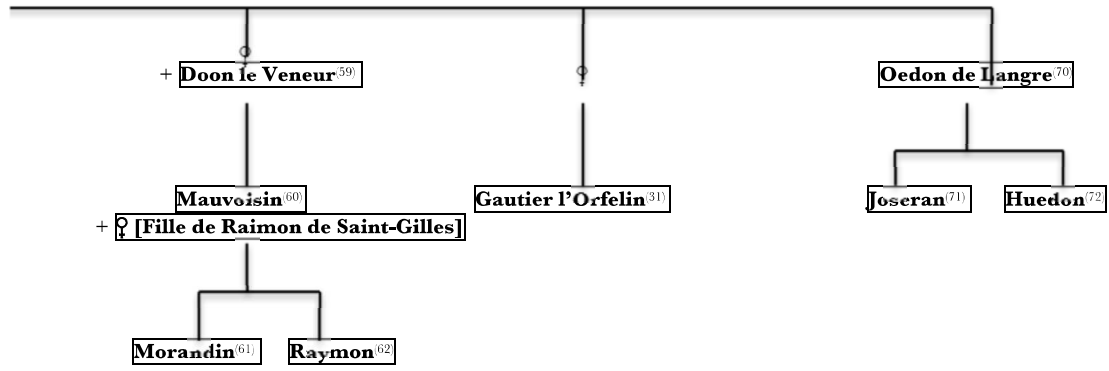 ♀
♀
+ Doon le Veneur(59)
Oedon de Langre(70)
Mauvoisin(60)
Gautier l'Orfelin(31)
Joseran(71)
Huedon(72)
+ ♀ [Fille de Raimon de Saint-Gilles]
Morandin(61)
Raymon(62)